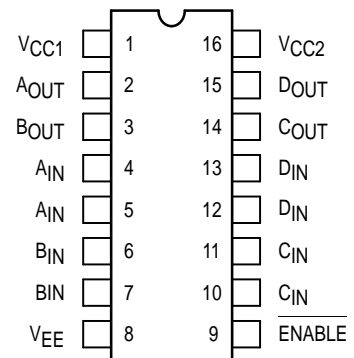 VCC1 1 16 VCC2
AOUT 2 15 DOUT
BOUT 3 14 COUT
AIN 4 13 DIN
AIN 5 12 DIN
BIN 6 11 CIN
BIN 7 10 CIN
VEE 8 9 ENABLE